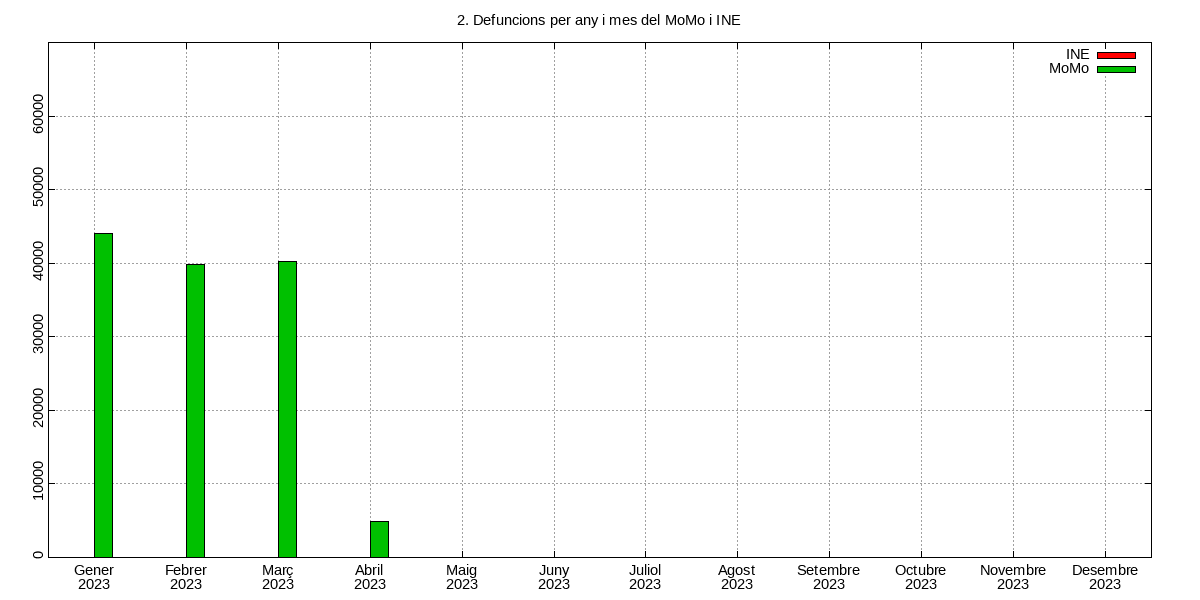 2. Defuncions per any i mes del MoMo i INE
INE
MoMo
60000
50000
40000
30000
20000
10000
0
Gener Febrer Març Abril Maig Juny Juliol Agost Setembre Octubre Novembre Desembre
2023 2023 2023 2023 2023 2023 2023 2023 2023 2023 2023 2023